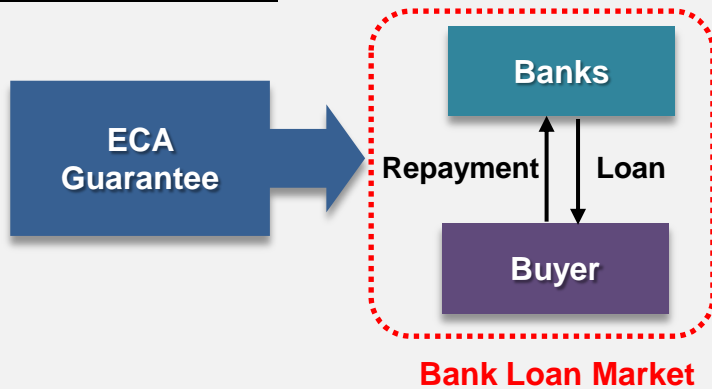 Banks
ECA
Guarantee
Repayment
Loan
Buyer
Bank Loan Market